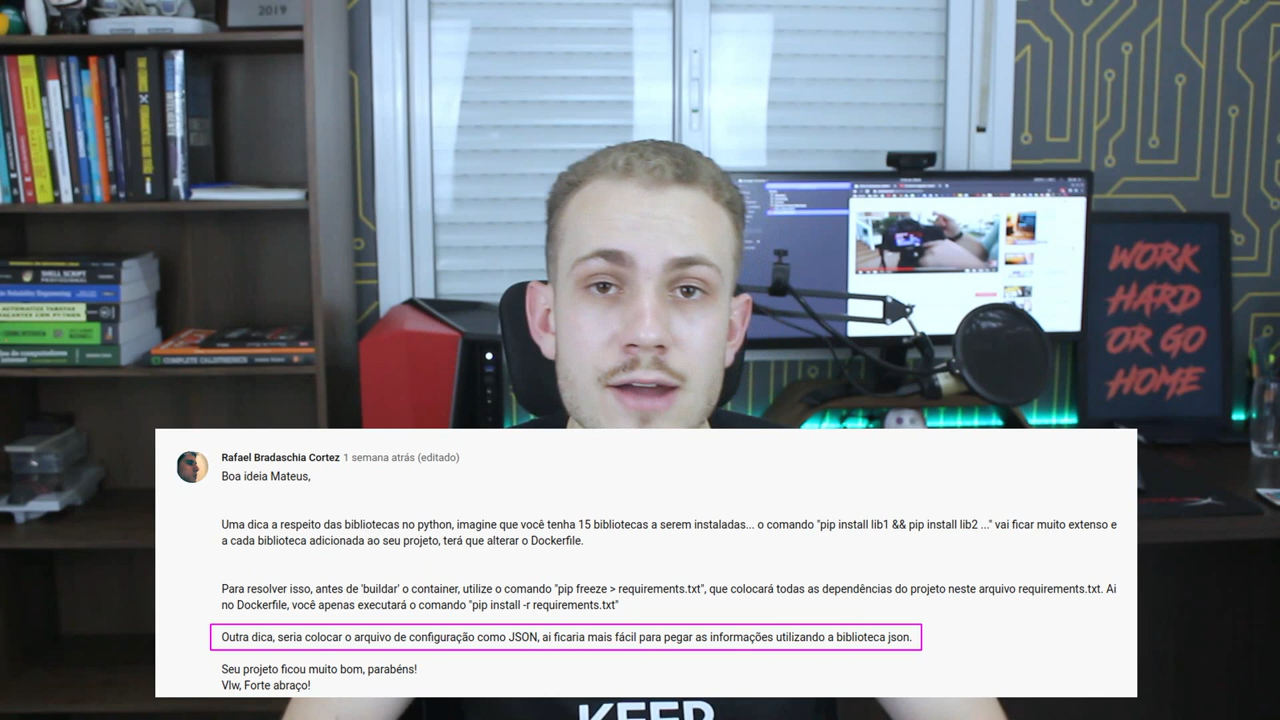 2019
SHELL SCRIPT
PROFISSIONAL
COMPLETE CALISTHENICS
WORK
HARD
OR GO
HOME
Rafael Bradaschia Cortez 1 semana atrás (editado)
Boa ideia Mateus,
Uma dica a respeito das bibliotecas no python, imagine que você tenha 15 bibliotecas a serem instaladas... o comando "pip install lib1 && pip install lib2 ..." vai ficar muito extenso e
a cada biblioteca adicionada ao seu projeto, terá que alterar o Dockerfile.
Para resolver isso, antes de 'buildar' o container, utilize o comando "pip freeze > requirements.txt", que colocará todas as dependências do projeto neste arquivo requirements.txt. Ai
no Dockerfile, você apenas executará o comando "pip install -r requirements.txt"
Outra dica, seria colocar o arquivo de configuração como JSON, ai ficaria mais fácil para pegar as informações utilizando a biblioteca json.
Seu projeto ficou muito bom, parabéns!
Vlw, Forte abraço!
KEEP